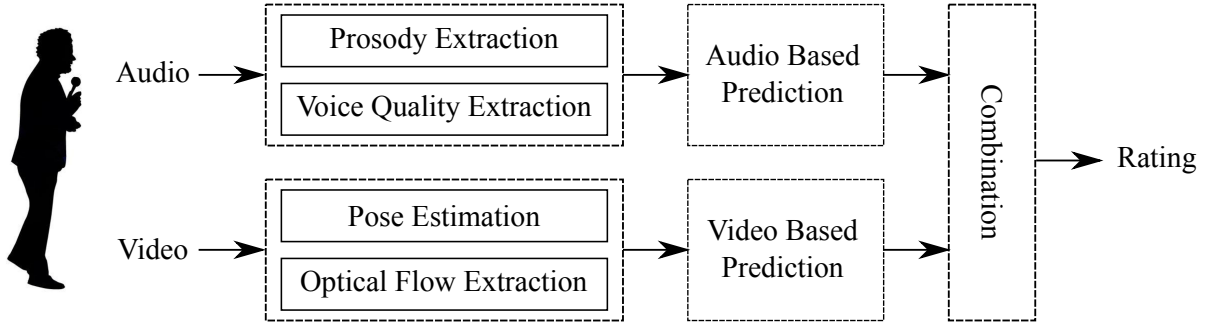 Audio
Prosody Extraction
Voice Quality Extraction
Audio Based
Prediction
Video
Pose Estimation
Optical Flow Extraction
Video Based
Prediction
Combination
Rating